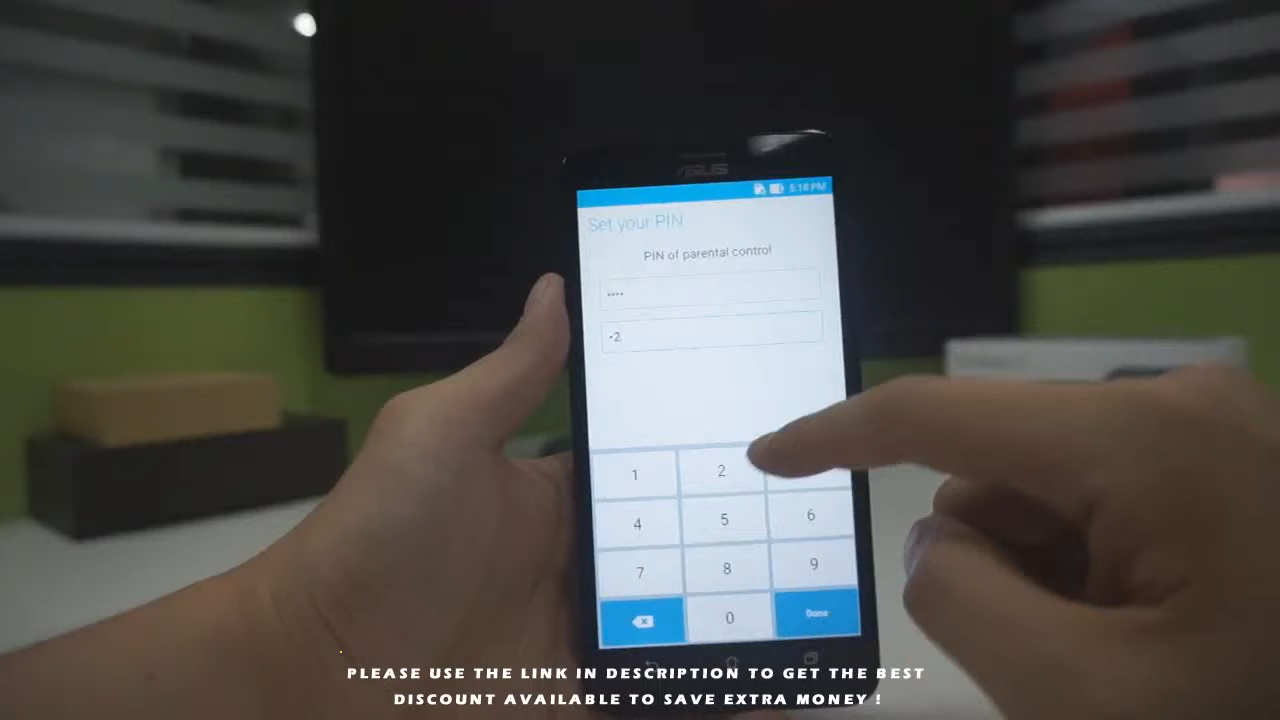 ASUS
5:18 PM
Set your PIN
PIN of parental control
••••
•2
1
2
4
5
6
7
8
9
0
Done
PLEASE USE THE LINK IN DESCRIPTION TO GET THE BEST
DISCOUNT AVAILABLE TO SAVE EXTRA MONEY !